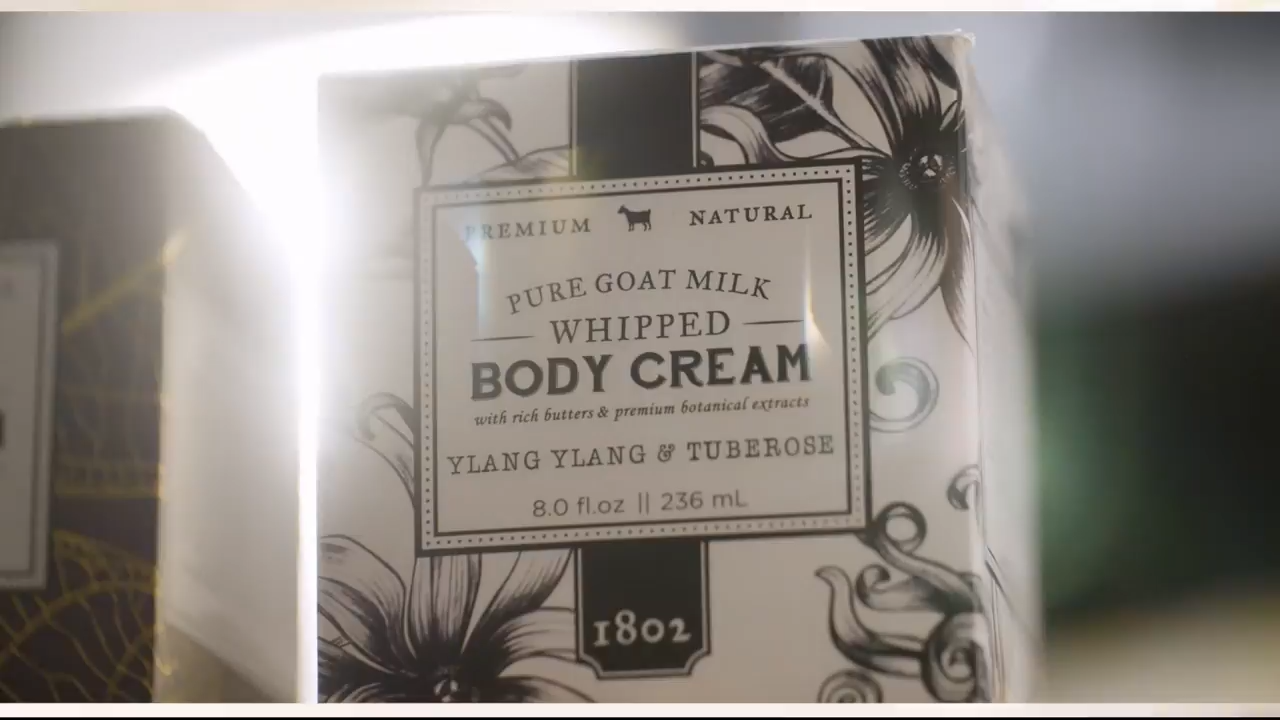 PREMIUM NATURAL
PURE GOAT MILK
WHIPPED
BODY CREAM
with rich butters & premium botanical extracts
YLANG YLANG & TUBEROSE
8.0 fl.oz || 236 mL
1802